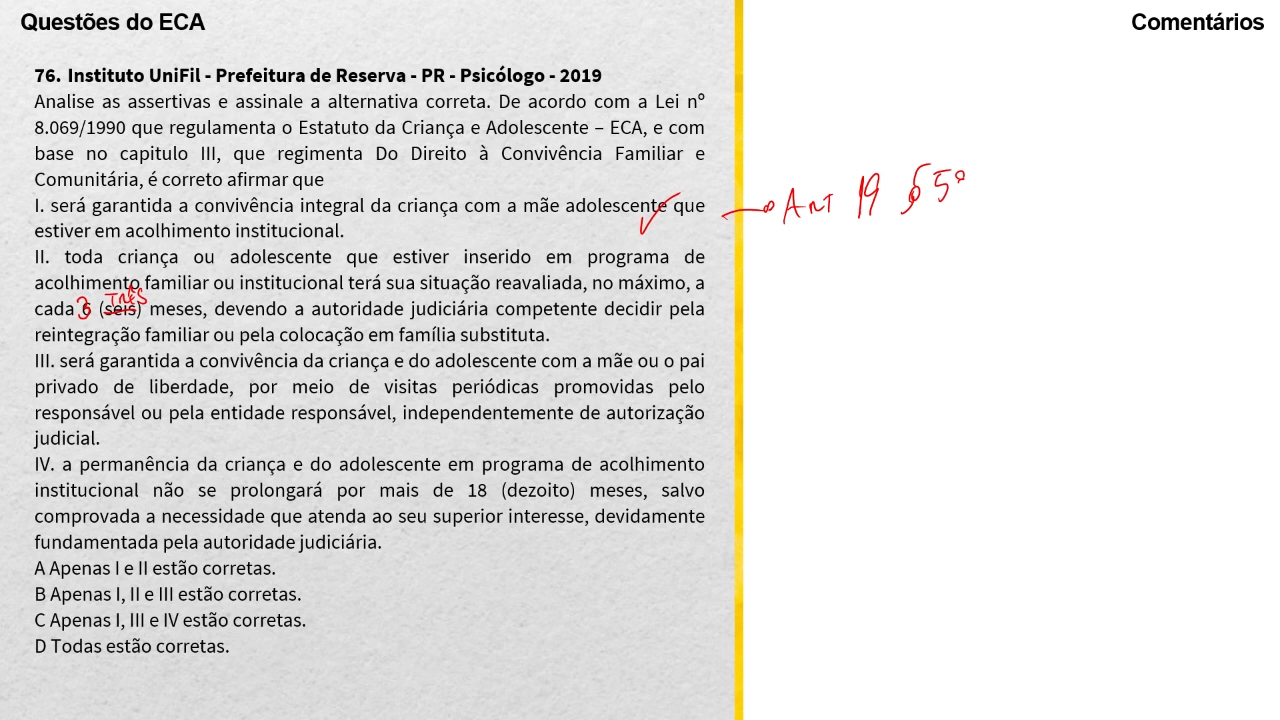 Questões do ECA
Comentários
76. Instituto UniFil - Prefeitura de Reserva - PR - Psicólogo - 2019
Analise as assertivas e assinale a alternativa correta. De acordo com a Lei nº
8.069/1990 que regulamenta o Estatuto da Criança e Adolescente – ECA, e com
base no capitulo III, que regimenta Do Direito à Convivência Familiar e
Comunitária, é correto afirmar que
I. será garantida a convivência integral da criança com a mãe adolescente que
estiver em acolhimento institucional.
ART 19 §5º
II. toda criança ou adolescente que estiver inserido em programa de
acolhimento familiar ou institucional terá sua situação reavaliada, no máximo, a
3 TRÊS
cada 6 (seis) meses, devendo a autoridade judiciária competente decidir pela
reintegração familiar ou pela colocação em família substituta.
III. será garantida a convivência da criança e do adolescente com a mãe ou o pai
privado de liberdade, por meio de visitas periódicas promovidas pelo
responsável ou pela entidade responsável, independentemente de autorização
judicial.
IV. a permanência da criança e do adolescente em programa de acolhimento
institucional não se prolongará por mais de 18 (dezoito) meses, salvo
comprovada a necessidade que atenda ao seu superior interesse, devidamente
fundamentada pela autoridade judiciária.
A Apenas I e II estão corretas.
B Apenas I, II e III estão corretas.
C Apenas I, III e IV estão corretas.
D Todas estão corretas.